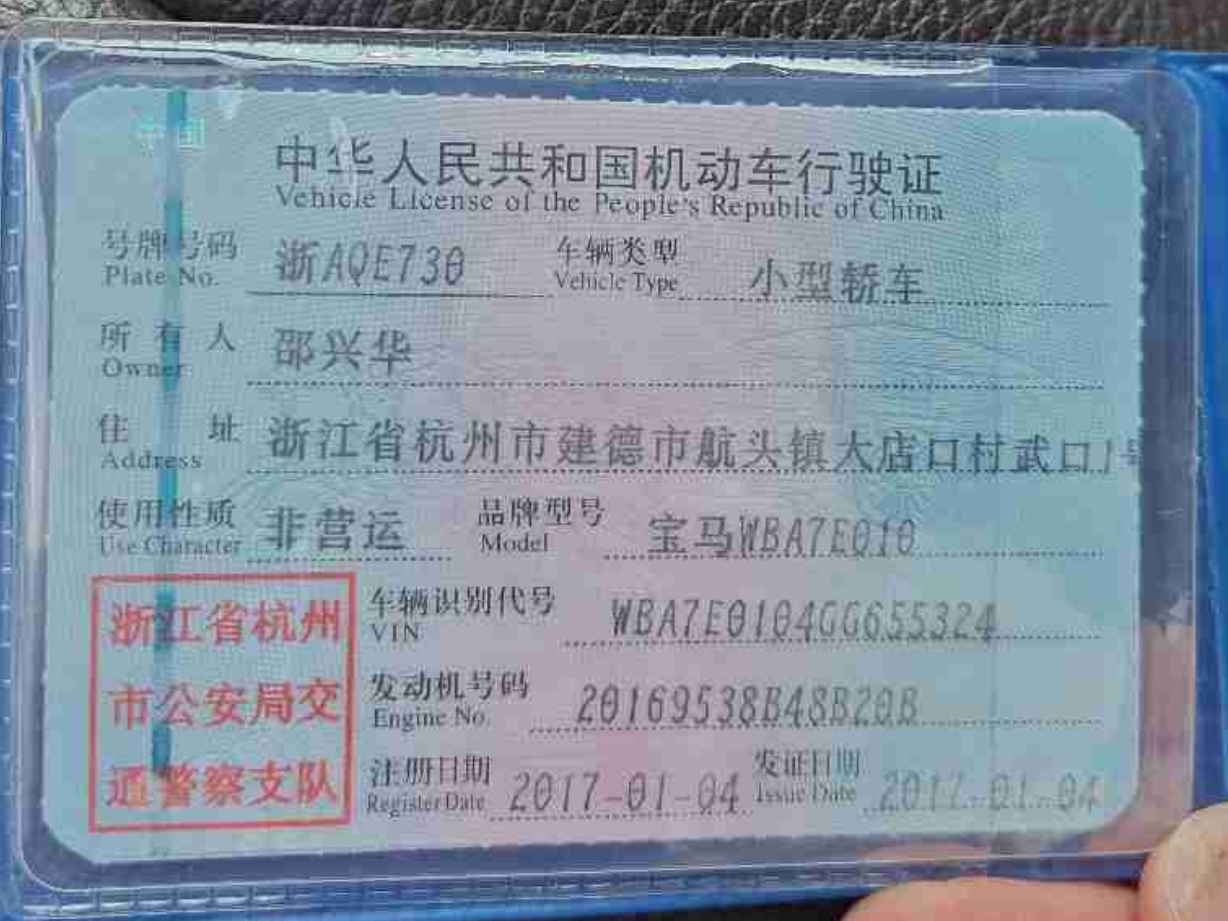 中国
中华人民共和国机动车行驶证
Vehicle License of the People's Republic of China
号牌号码 浙AQE730 车辆类型 小型轿车
Plate No. Vehicle Type
所有人 邵兴华
Owner
住址 浙江省杭州市建德市航头镇大店口村武口1号
Address
使用性质 非营运 品牌型号 宝马WBA7E010
Use Character Model
浙江省杭州 车辆识别代号 WBA7E0104GG655324
VIN
市公安局交 发动机号码 20169538B48B20B
Engine No.
通警察支队 注册日期 2017-01-04 发证日期 2017-01-04
Register Date Issue Date